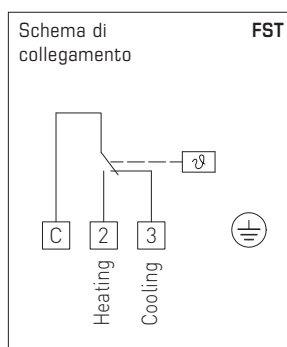 Schema di
collegamento
FST
ϑ
C
2
3
Heating
Cooling